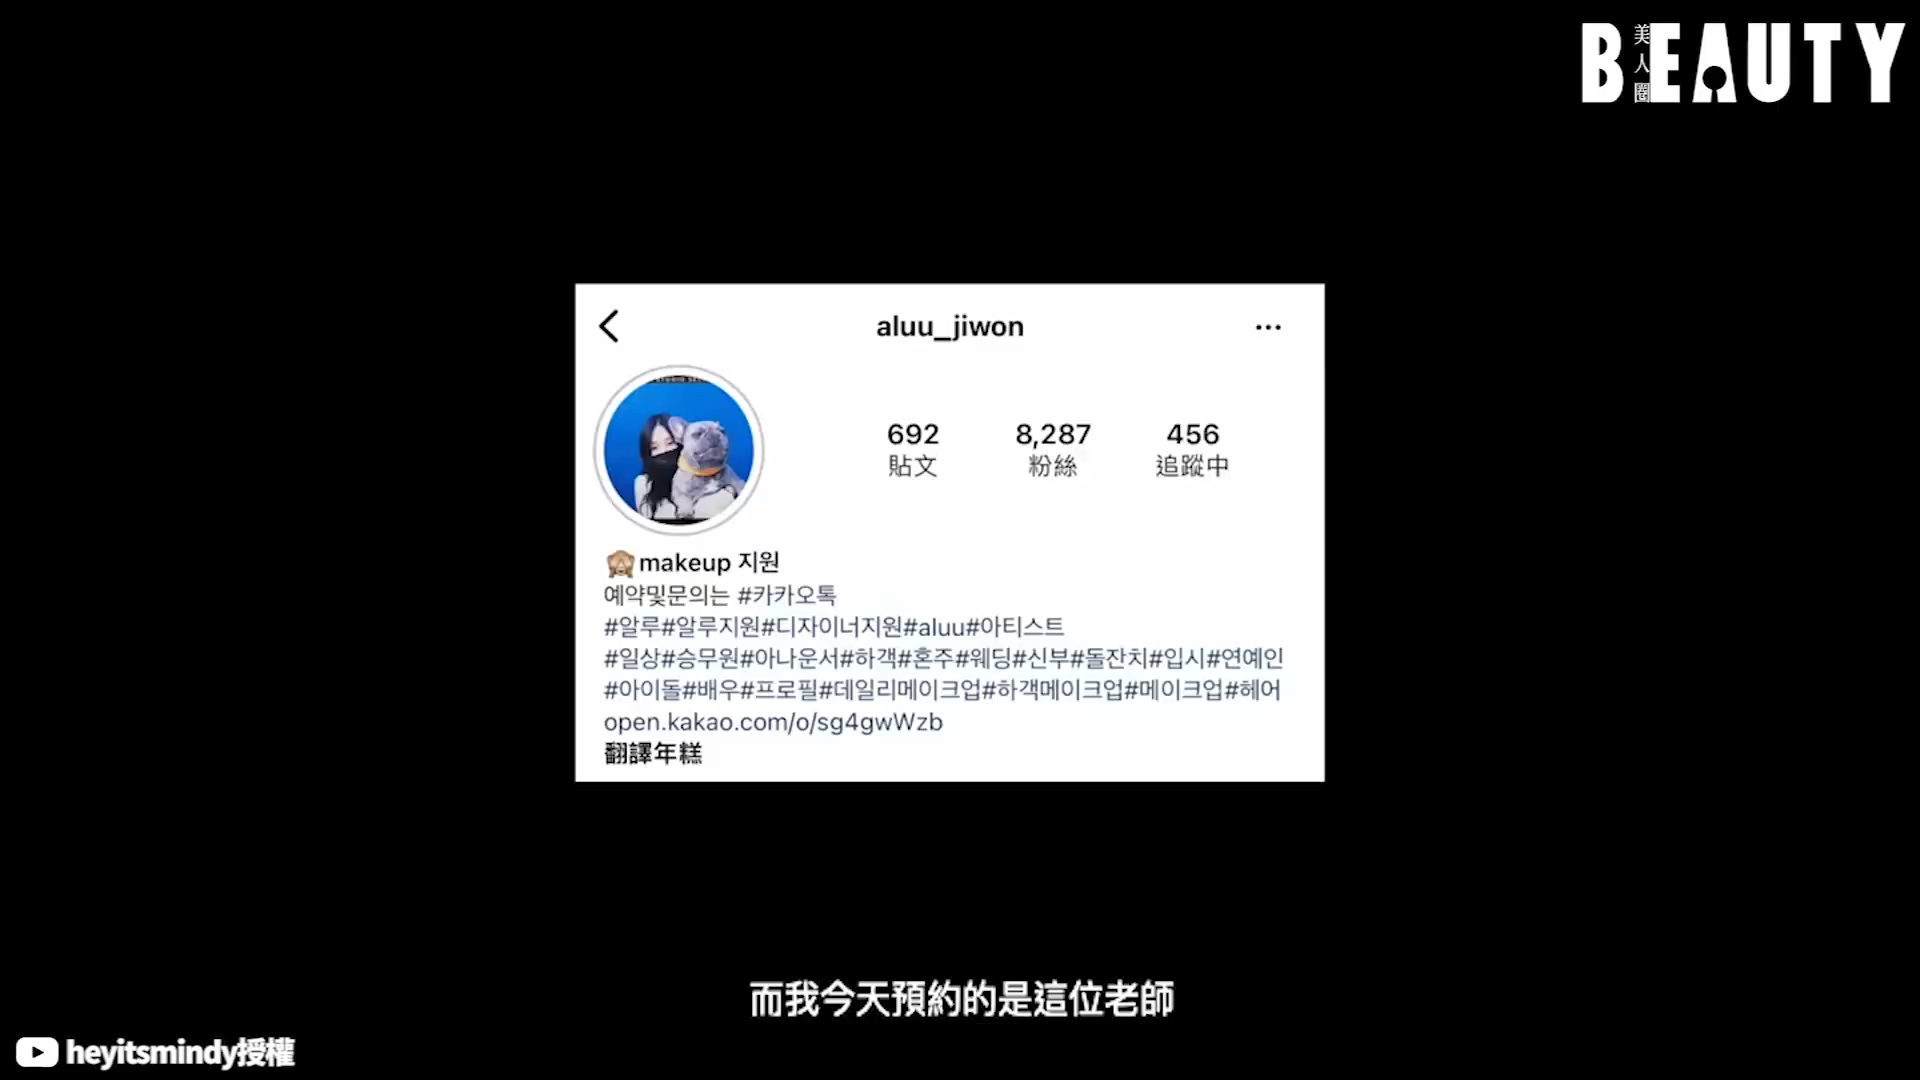 BEAUTY
美人圈
aluu_jiwon
692
貼文
8,287
粉絲
456
追蹤中
🙈makeup 지원
예약및문의는 #카카오톡
#알루#알루지원#디자이너지원#aluu#아티스트
#일상#승무원#아나운서#하객#혼주#웨딩#신부#돌잔치#입시#연예인
#아이돌#배우#프로필#데일리메이크업#하객메이크업#메이크업#헤어
open.kakao.com/o/sg4gwWzb
翻譯年糕
而我今天預約的是這位老師
heyitsmindy授權